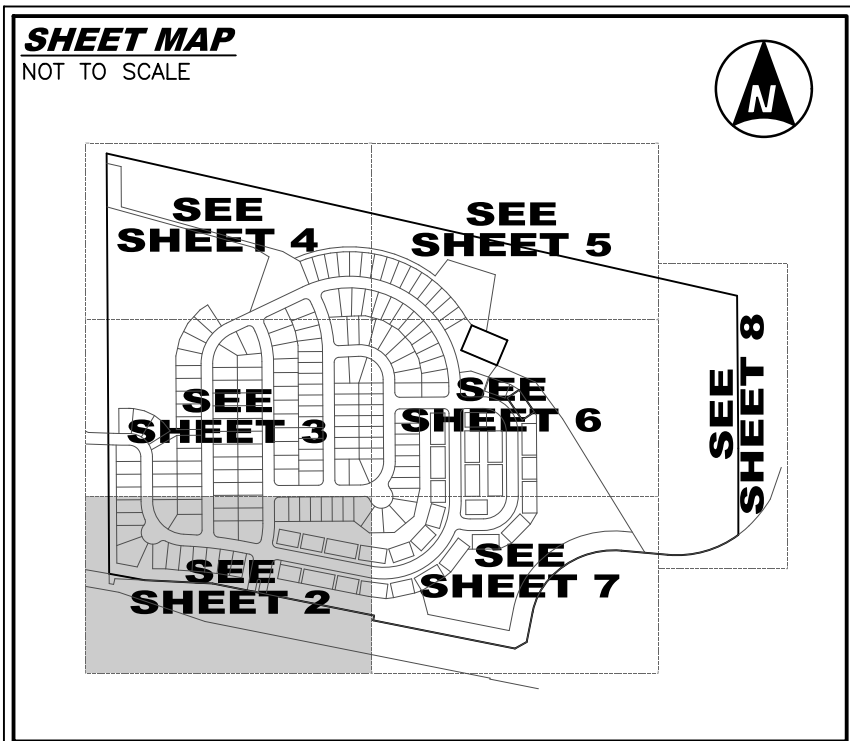 SHEET MAP
NOT TO SCALE
N
SEE
SHEET 4
SEE
SHEET 5
SEE
SHEET 3
SEE
SHEET 6
SEE
SHEET 8
SEE
SHEET 2
SEE
SHEET 7